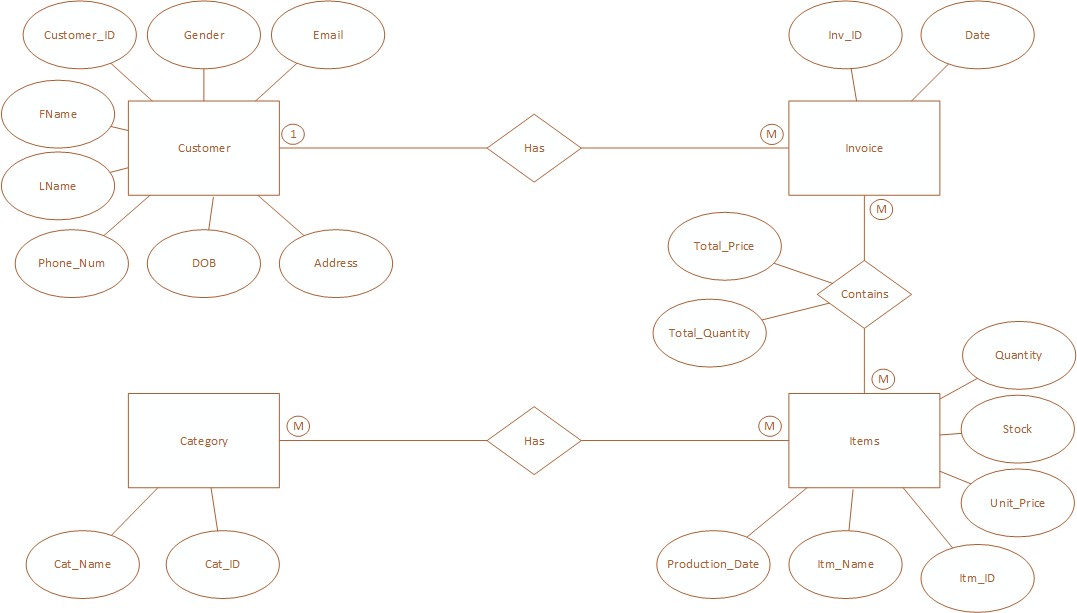 Customer_ID
Gender
Email
Inv_ID
Date
FName
1
M
Customer
Has
Invoice
LName
M
Total_Price
Phone_Num
DOB
Address
Contains
Total_Quantity
Quantity
M
M
M
Stock
Category
Has
Items
Unit_Price
Cat_Name
Cat_ID
Production_Date
Itm_Name
Itm_ID